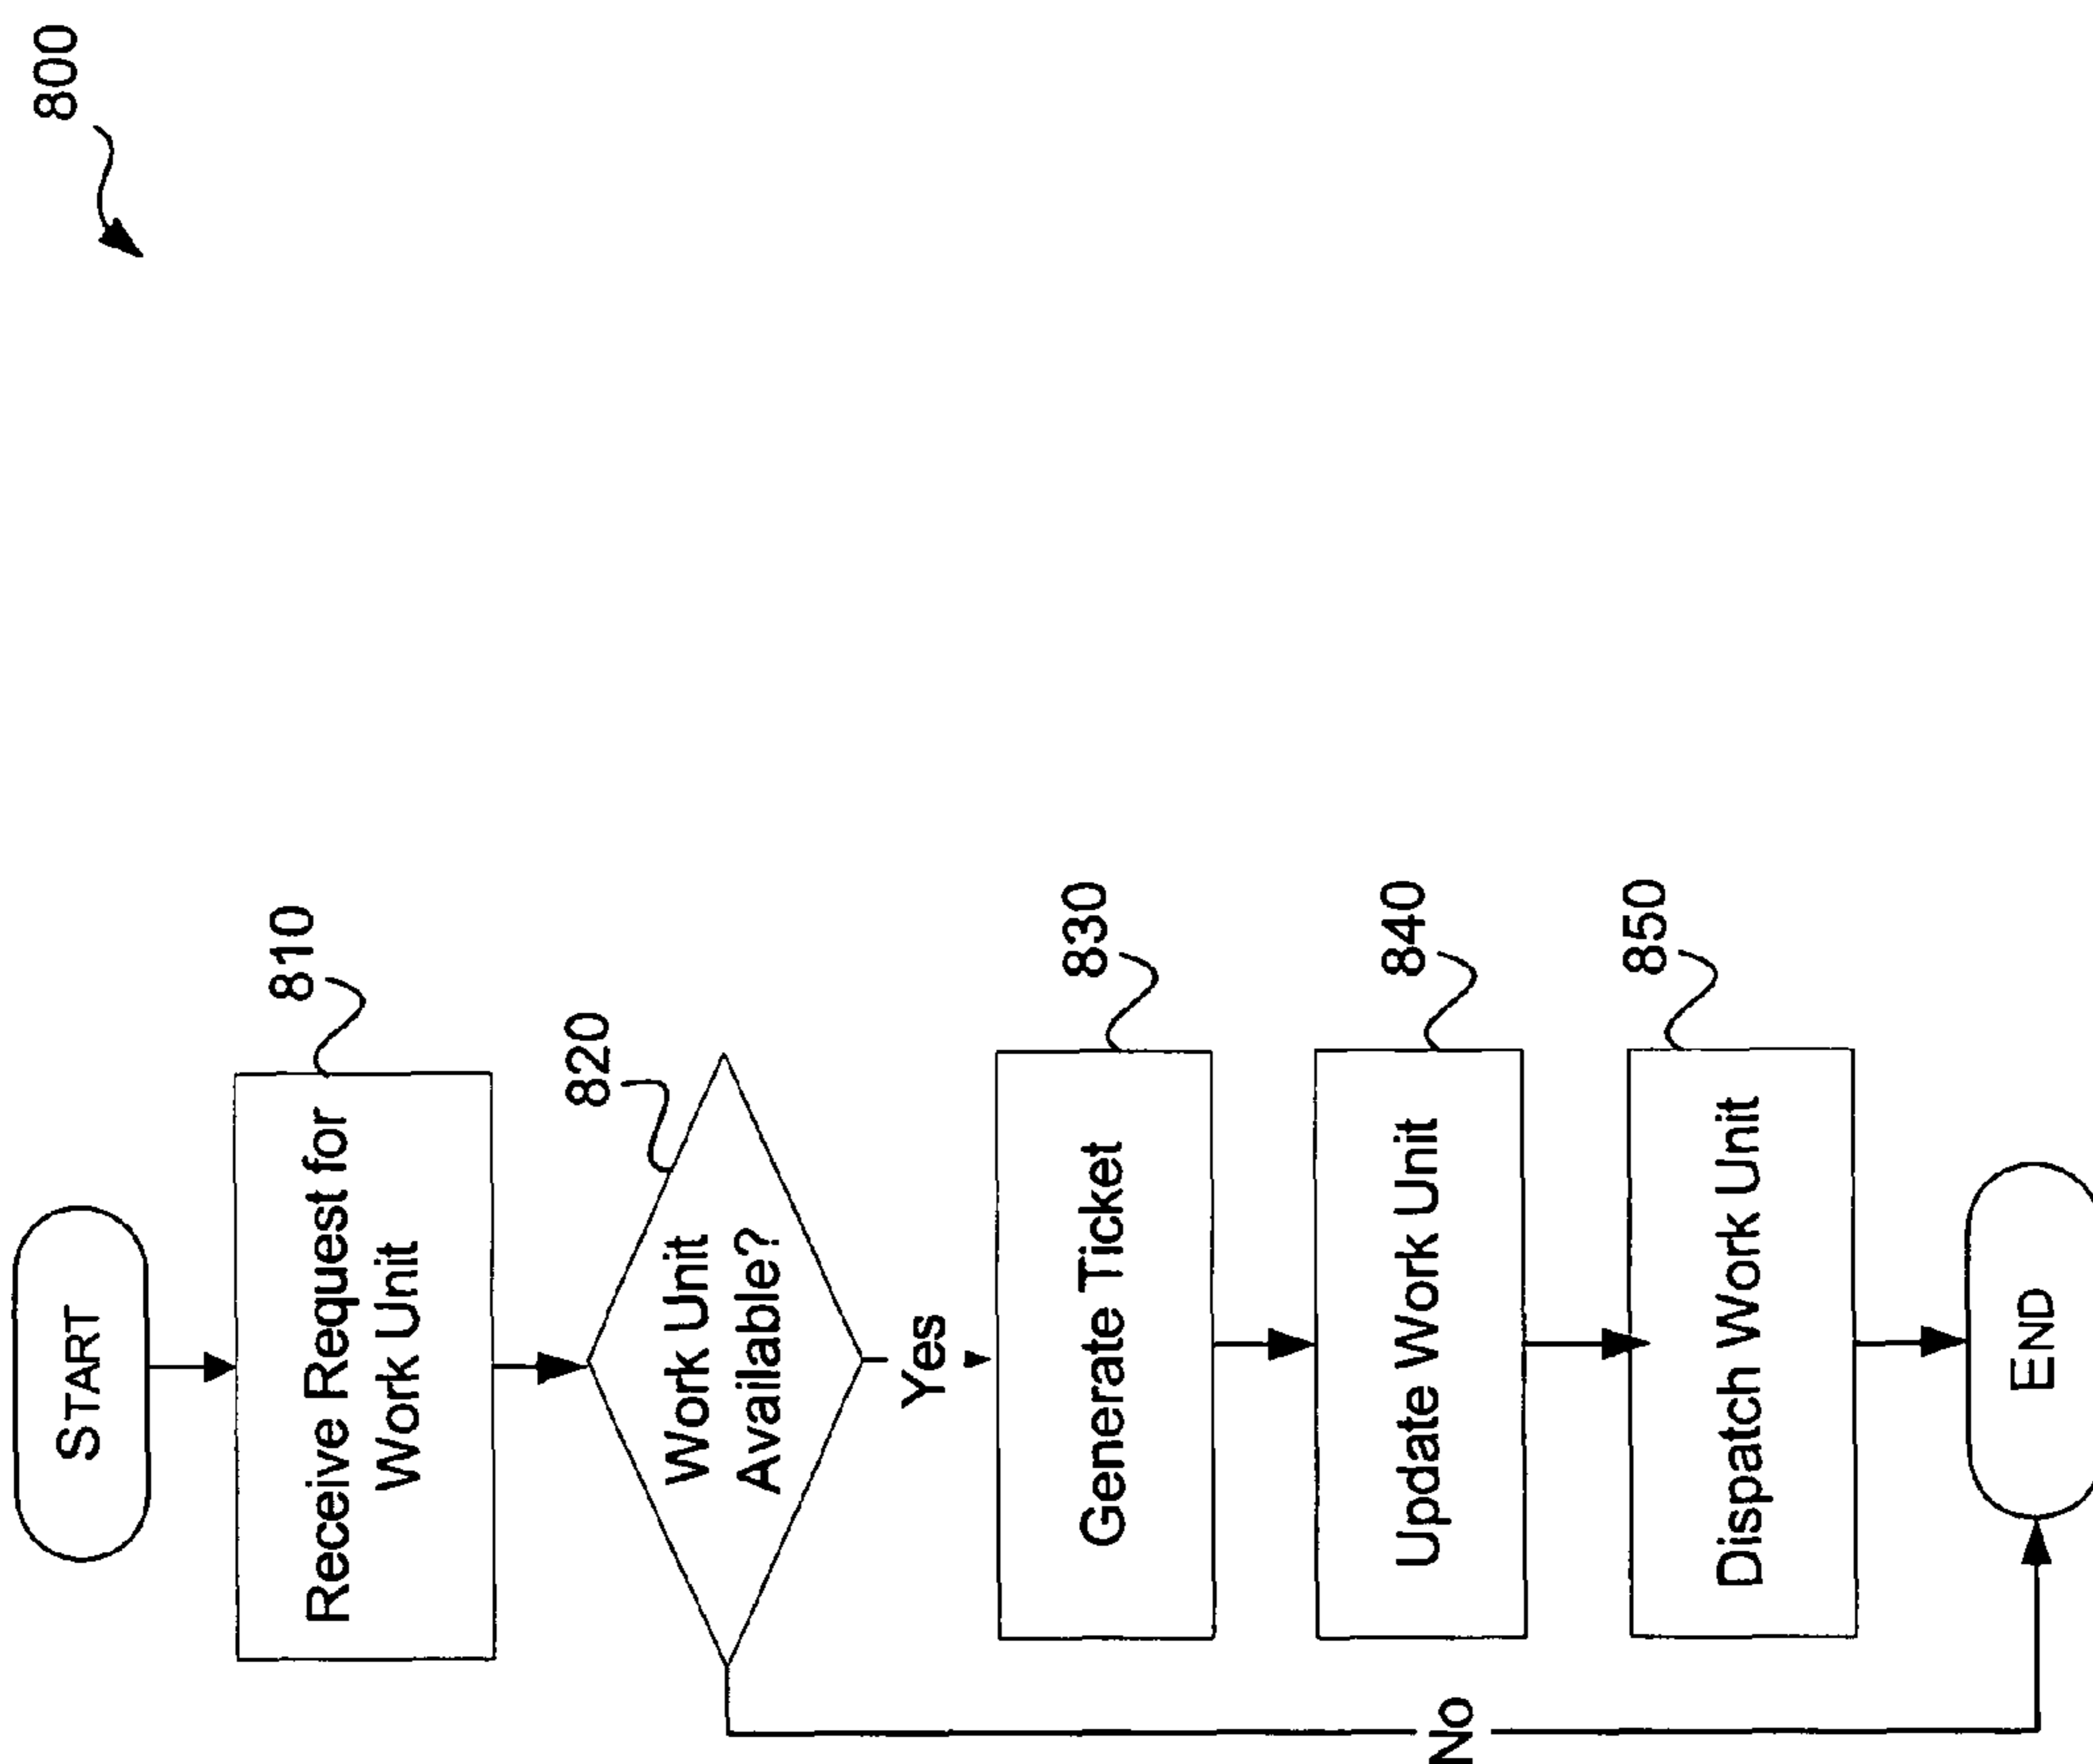 800
START
810
Receive Request for
Work Unit
820
Work Unit
Available?
Yes
830
Generate Ticket
840
Update Work Unit
850
Dispatch Work Unit
No
END